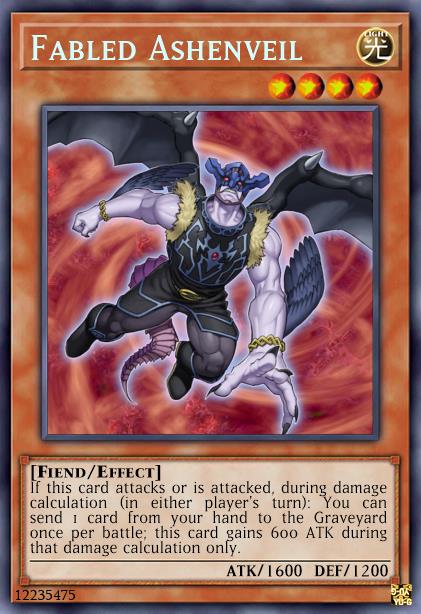 Fabled Ashenveil
LIGHT
光
[Fiend/Effect]
If this card attacks or is attacked, during damage
calculation (in either player's turn): You can
send 1 card from your hand to the Graveyard
once per battle; this card gains 600 ATK during
that damage calculation only.
ATK/1600 DEF/1200
12235475